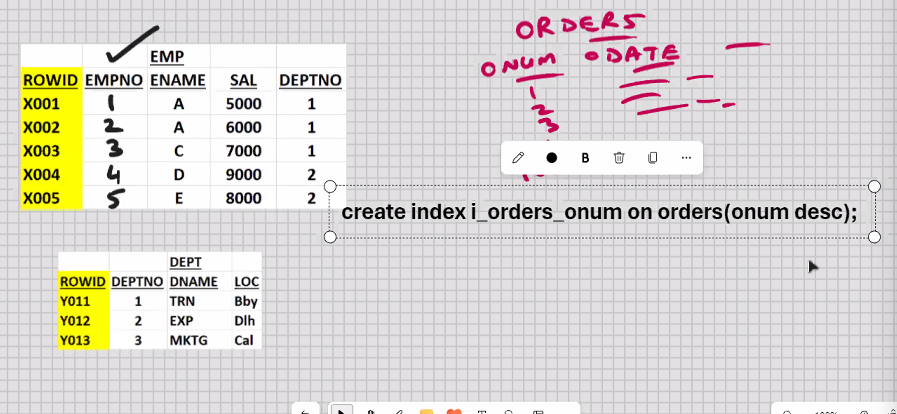 EMP
ROWID EMPNO ENAME SAL DEPTNO
X001 1 A 5000 1
X002 2 A 6000 1
X003 3 C 7000 1
X004 4 D 9000 2
X005 5 E 8000 2
ORDERS
ONUM ODATE
1
2
3
B
create index i_orders_onum on orders(onum desc);
DEPT
ROWID DEPTNO DNAME LOC
Y011 1 TRN Bby
Y012 2 EXP Dlh
Y013 3 MKTG Cal